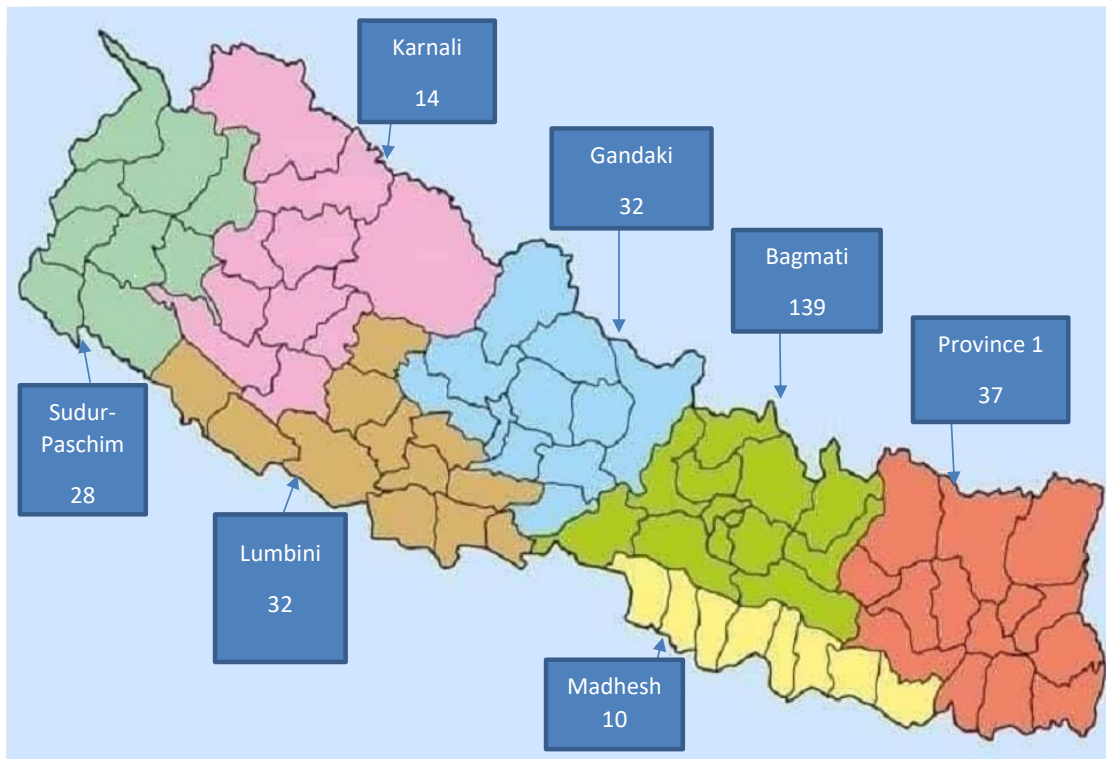 Karnali
14
Gandaki
32
Bagmati
139
Province 1
37
Sudur-
Paschim
28
Lumbini
32
Madhesh
10